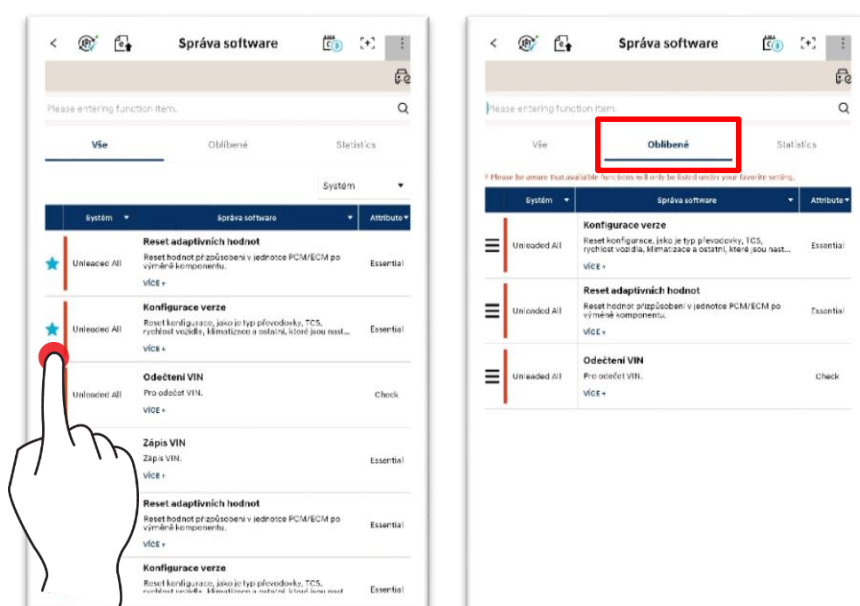 Správa software
Please entering function item.
Vše
Oblíbené
Statistics
Systém
Systém
Správa software
Attribute
Unleaded All
Reset adaptivních hodnot
Reset hodnot přizpůsobení v jednotce PCM/ECM po
výměně komponentu.
VÍCE +
Essential
Unleaded All
Konfigurace verze
Reset konfigurace, jako je typ převodovky, TCS,
rychlost vozidla, klimatizace a ostatní, které jsou nast...
VÍCE +
Essential
Unleaded All
Odečtení VIN
Pro odečet VIN.
VÍCE +
Check
Zápis VIN
Zápis VIN.
VÍCE +
Essential
Reset adaptivních hodnot
Reset hodnot přizpůsobení v jednotce PCM/ECM po
výměně komponentu.
VÍCE +
Essential
Konfigurace verze
Reset konfigurace, jako je typ převodovky, TCS,
rychlost vozidla, klimatizace a ostatní, které jsou nast
Essential
Správa software
Please entering function item.
Vše
Oblíbené
Statistics
* Please be aware that available functions will only be listed under your favorite setting.
Systém
Správa software
Attribute
Unleaded All
Konfigurace verze
Reset konfigurace, jako je typ převodovky, TCS,
rychlost vozidla, klimatizace a ostatní, které jsou nast...
VÍCE +
Essential
Unleaded All
Reset adaptivních hodnot
Reset hodnot přizpůsobení v jednotce PCM/ECM po
výměně komponentu.
VÍCE +
Essential
Unleaded All
Odečtení VIN
Pro odečet VIN.
VÍCE +
Check